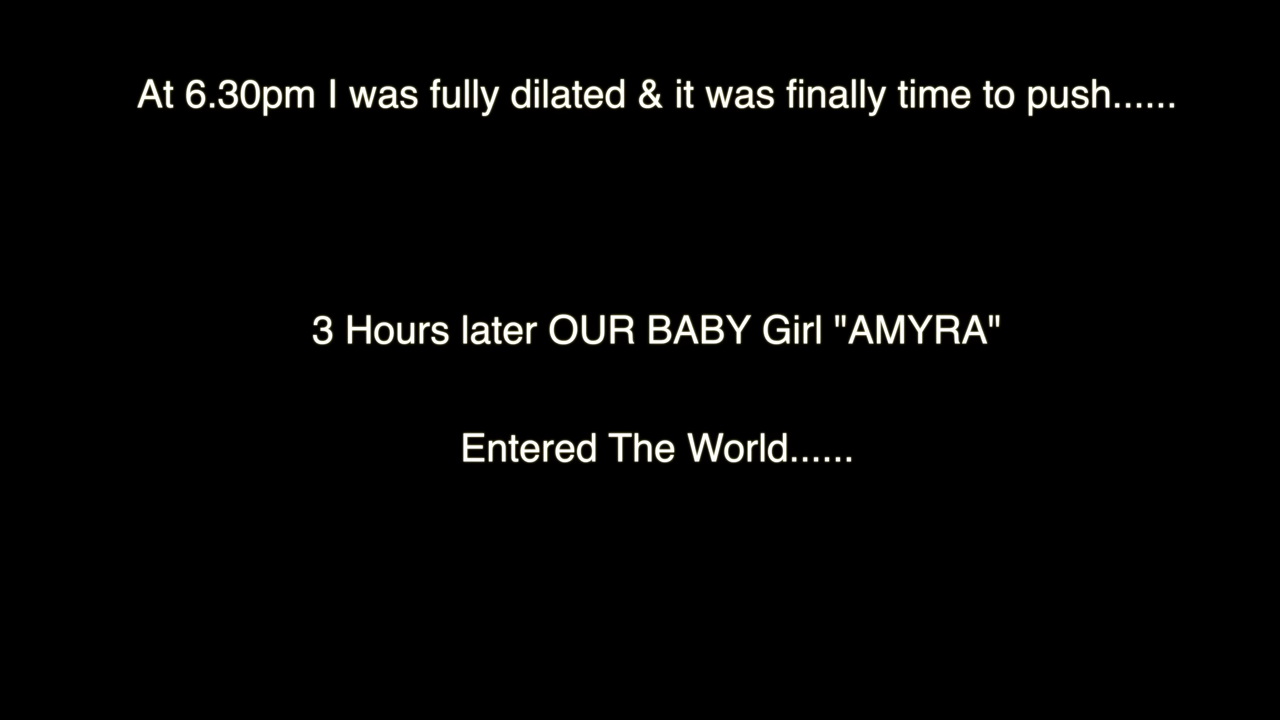 At 6.30pm I was fully dilated & it was finally time to push......
3 Hours later OUR BABY Girl "AMYRA"
Entered The World......